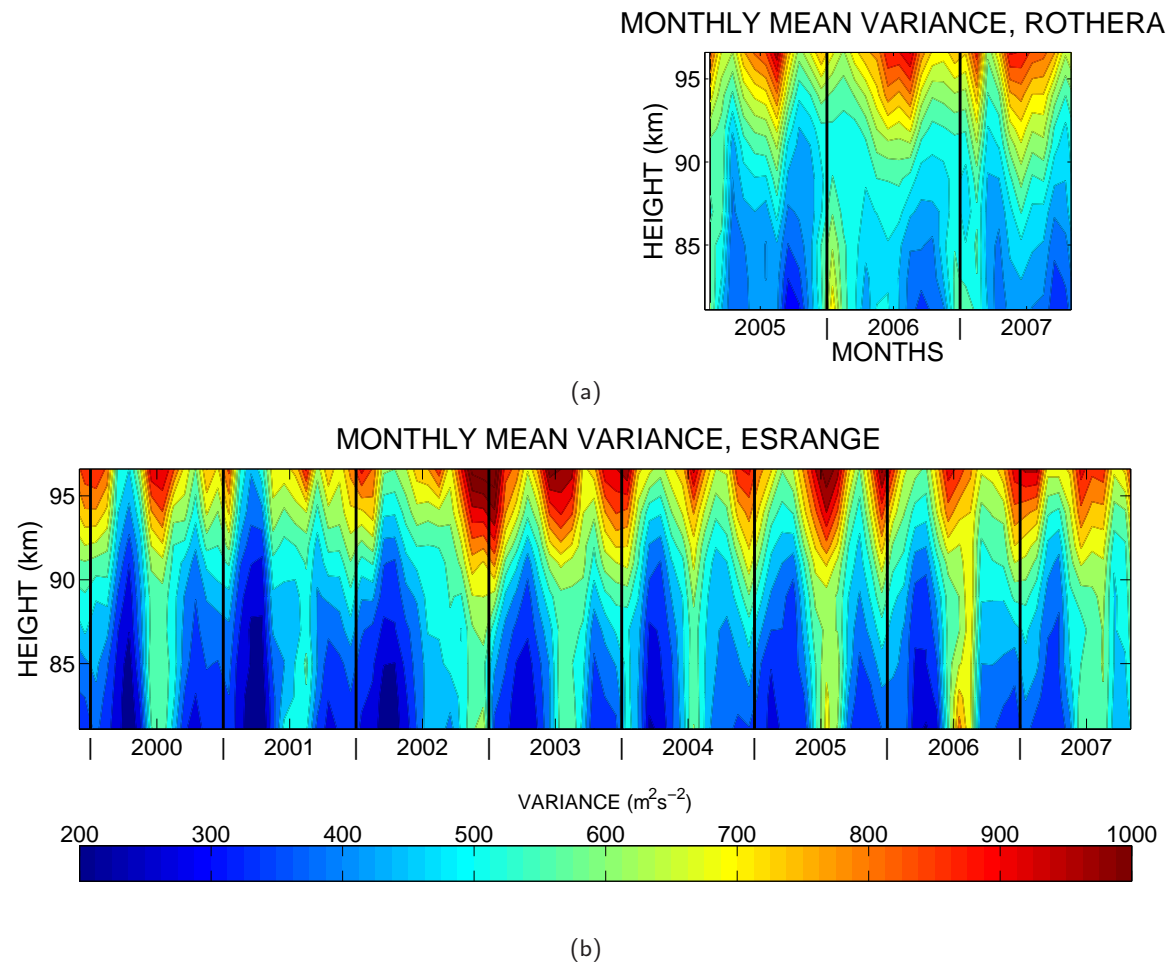 MONTHLY MEAN VARIANCE, ROTHERA
95
90
85
HEIGHT (km)
2005 | 2006 | 2007
MONTHS
(a)
MONTHLY MEAN VARIANCE, ESRANGE
95
90
85
HEIGHT (km)
| 2000 | 2001 | 2002 | 2003 | 2004 | 2005 | 2006 | 2007
VARIANCE (m²s⁻²)
200 300 400 500 600 700 800 900 1000
(b)